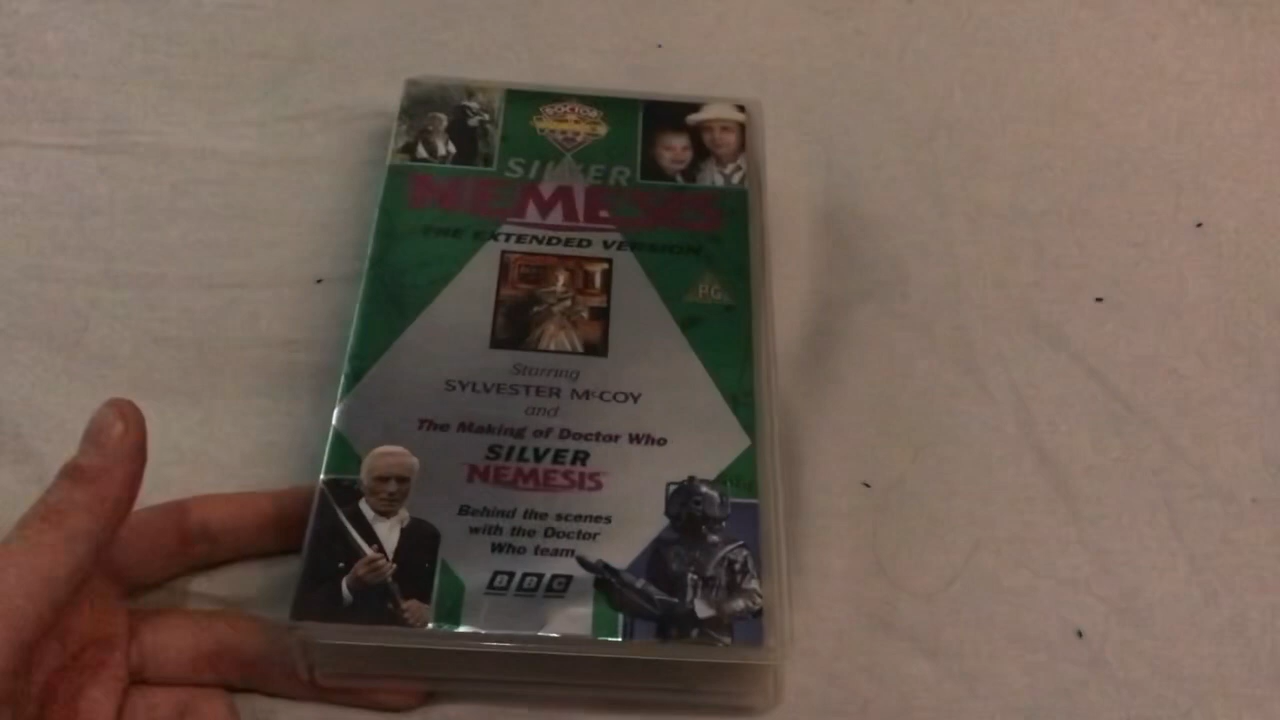 DOCTOR
WHO
SILVER
NEMESIS
THE EXTENDED VERSION
PG
Starring
SYLVESTER McCOY
and
The Making of Doctor Who
SILVER
NEMESIS
Behind the scenes
with the Doctor
Who team
BBC